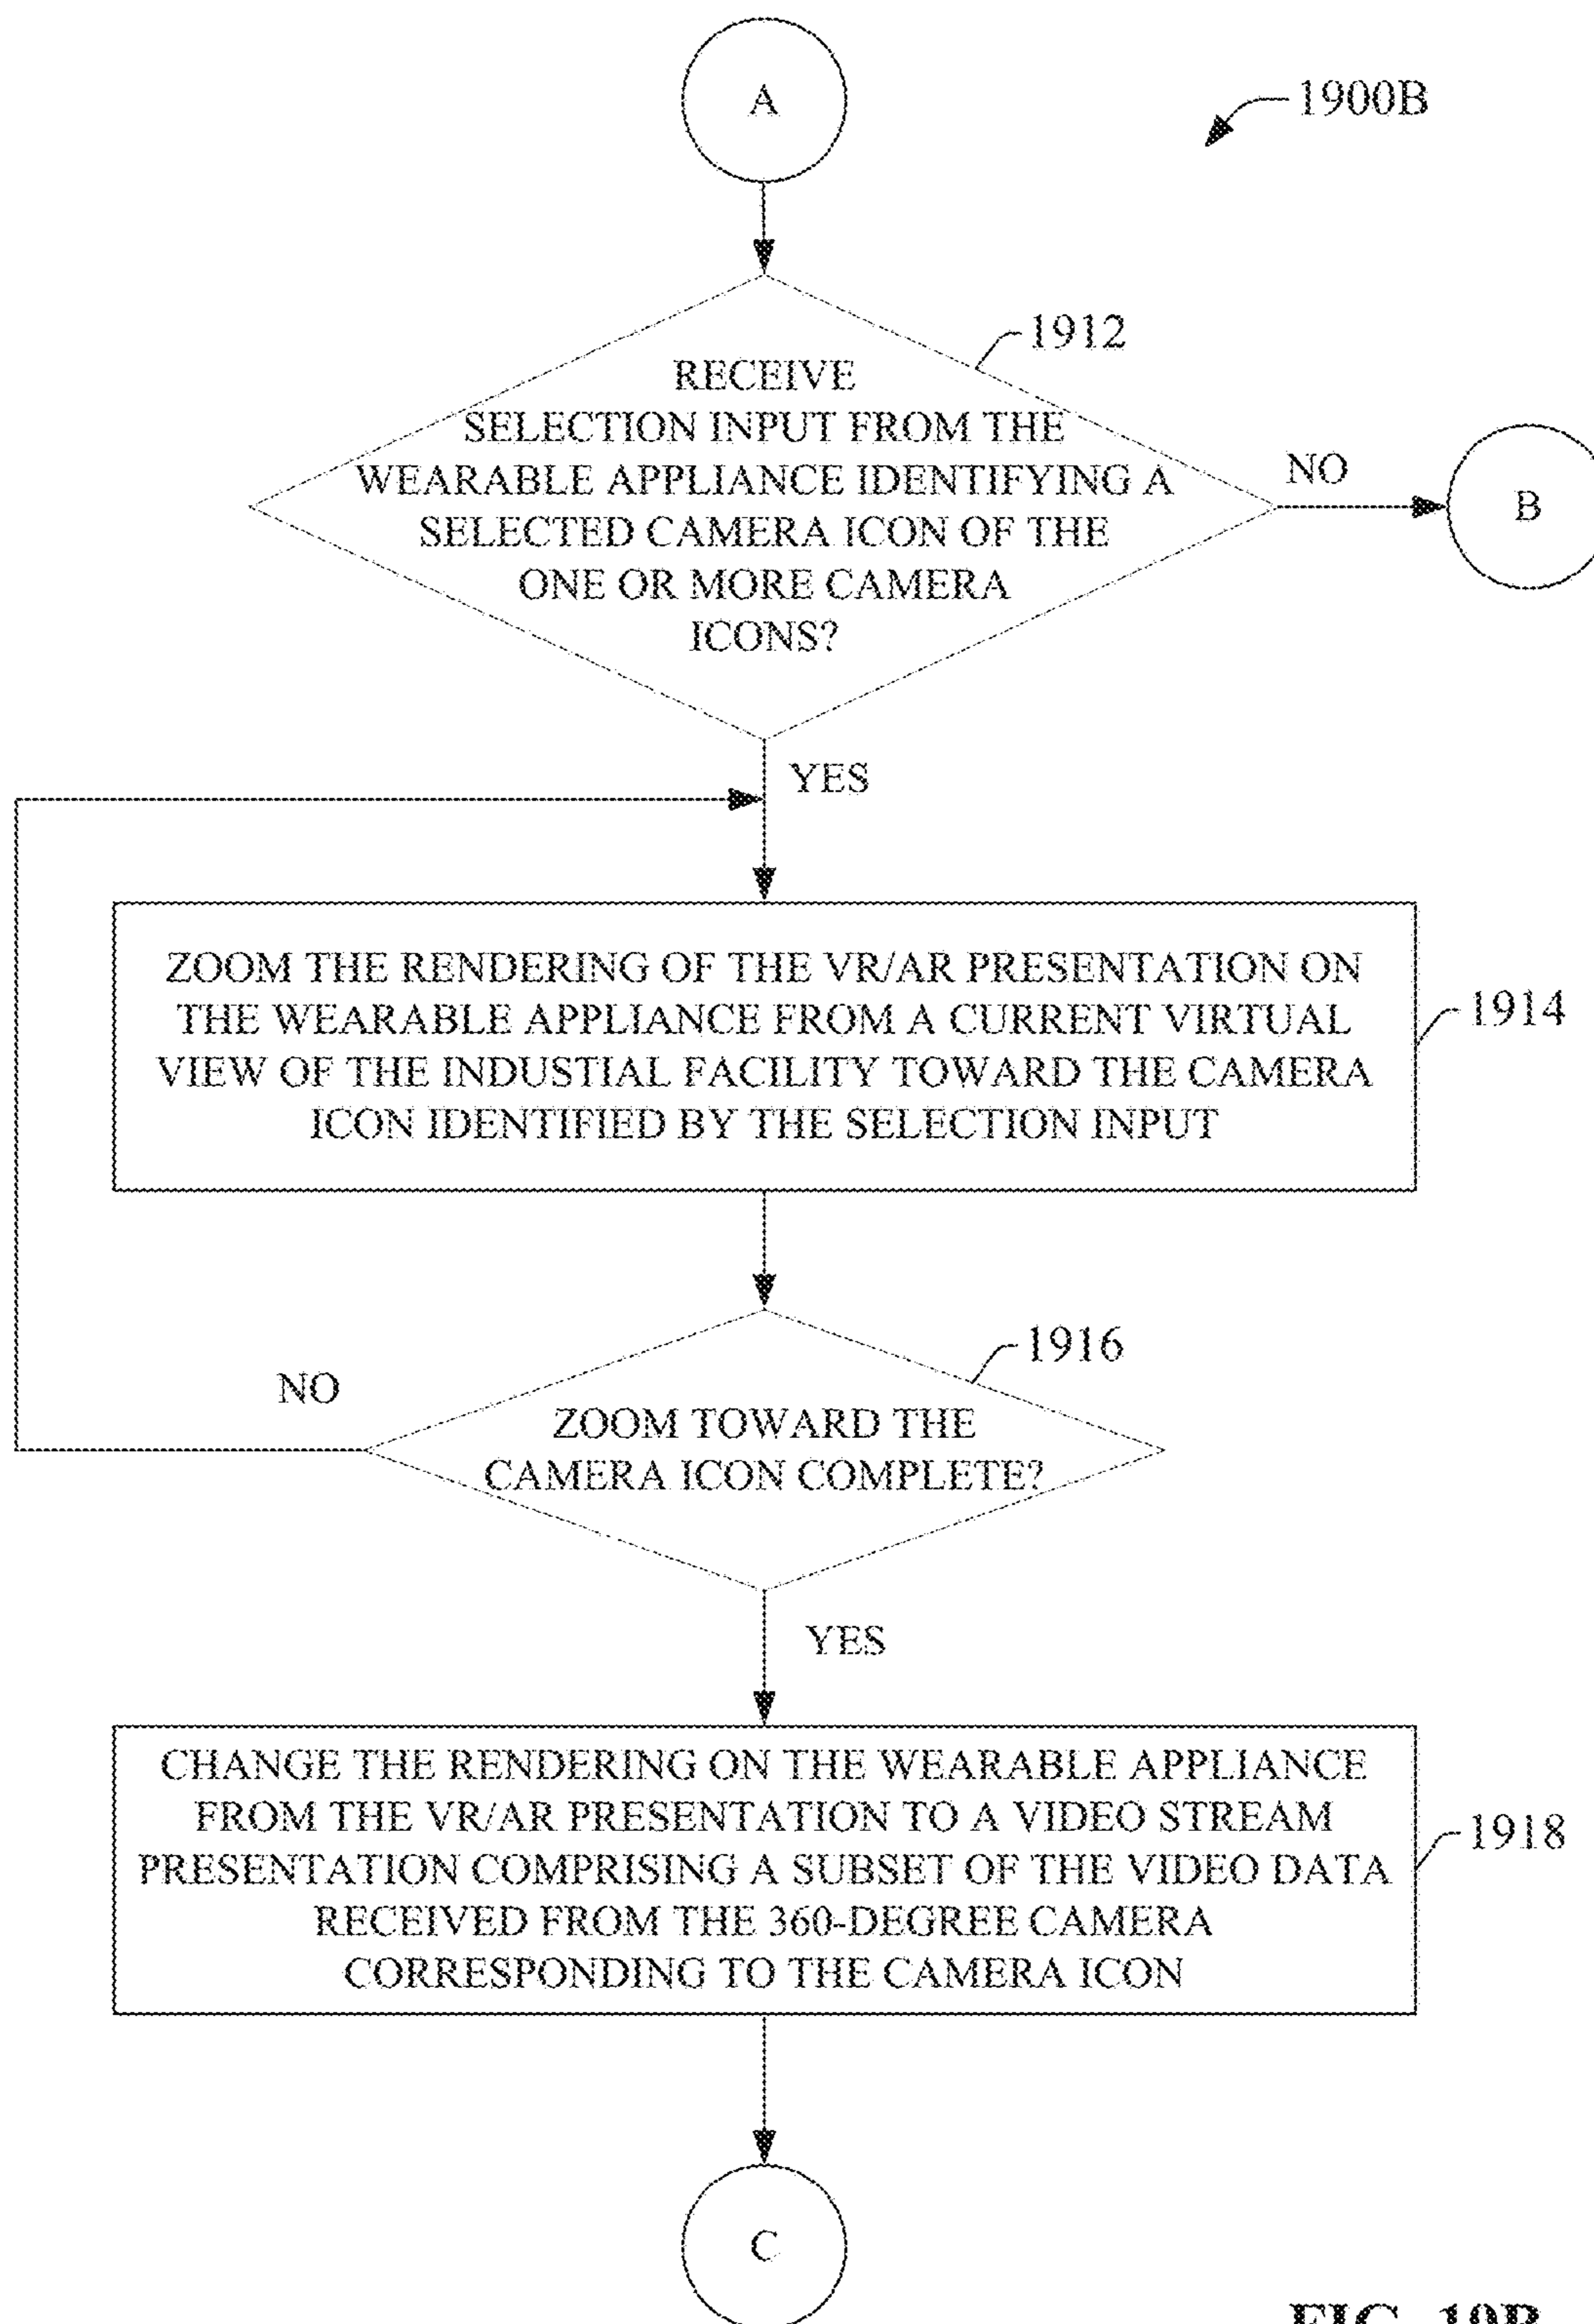 A
1900B
1912
RECEIVE
SELECTION INPUT FROM THE
WEARABLE APPLIANCE IDENTIFYING A
SELECTED CAMERA ICON OF THE
ONE OR MORE CAMERA
ICONS?
NO
B
YES
ZOOM THE RENDERING OF THE VR/AR PRESENTATION ON
THE WEARABLE APPLIANCE FROM A CURRENT VIRTUAL
VIEW OF THE INDUSTIAL FACILITY TOWARD THE CAMERA
ICON IDENTIFIED BY THE SELECTION INPUT
1914
1916
NO
ZOOM TOWARD THE
CAMERA ICON COMPLETE?
YES
CHANGE THE RENDERING ON THE WEARABLE APPLIANCE
FROM THE VR/AR PRESENTATION TO A VIDEO STREAM
PRESENTATION COMPRISING A SUBSET OF THE VIDEO DATA
RECEIVED FROM THE 360-DEGREE CAMERA
CORRESPONDING TO THE CAMERA ICON
1918
C
FIG. 19B